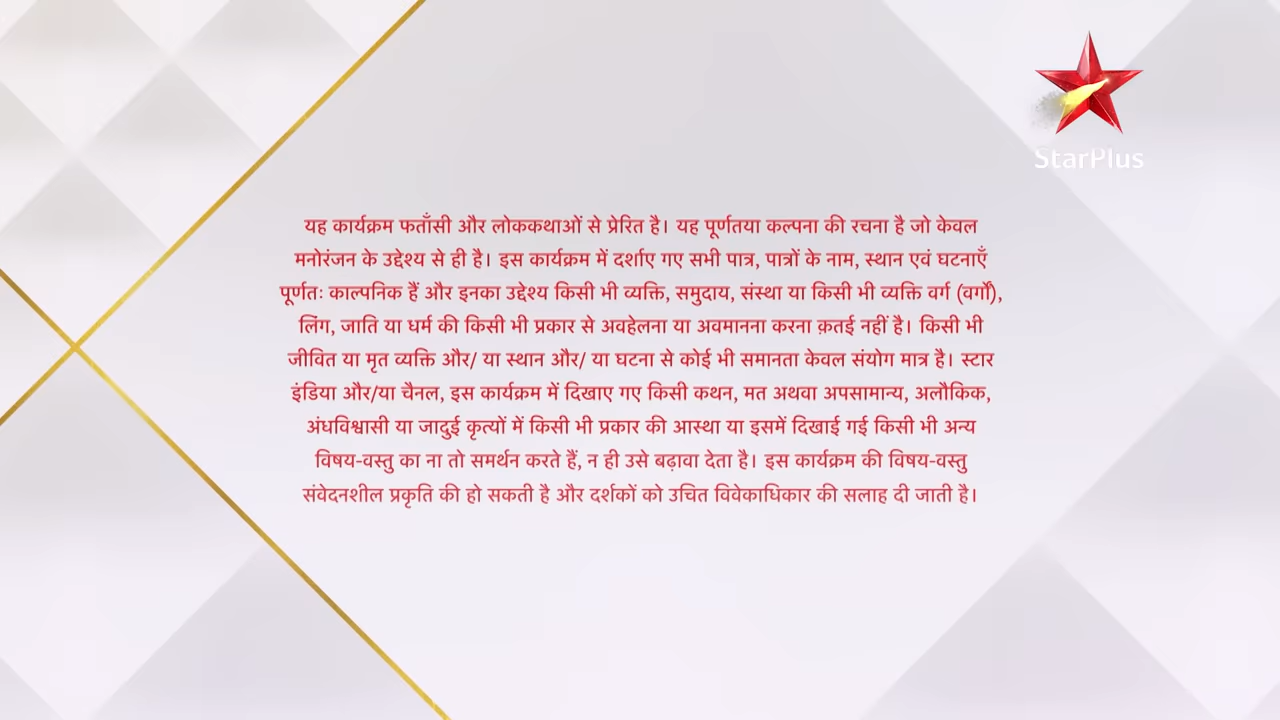 StarPlus
यह कार्यक्रम फताँसी और लोककथाओं से प्रेरित है। यह पूर्णतया कल्पना की रचना है जो केवल
मनोरंजन के उद्देश्य से ही है। इस कार्यक्रम में दर्शाए गए सभी पात्र, पात्रों के नाम, स्थान एवं घटनाएँ
पूर्णतः काल्पनिक हैं और इनका उद्देश्य किसी भी व्यक्ति, समुदाय, संस्था या किसी भी व्यक्ति वर्ग (वर्गों),
लिंग, जाति या धर्म की किसी भी प्रकार से अवहेलना या अवमानना करना क़तई नहीं है। किसी भी
जीवित या मृत व्यक्ति और/ या स्थान और/ या घटना से कोई भी समानता केवल संयोग मात्र है। स्टार
इंडिया और/या चैनल, इस कार्यक्रम में दिखाए गए किसी कथन, मत अथवा अपसामान्य, अलौकिक,
अंधविश्वासी या जादुई कृत्यों में किसी भी प्रकार की आस्था या इसमें दिखाई गई किसी भी अन्य
विषय-वस्तु का ना तो समर्थन करते हैं, न ही उसे बढ़ावा देता है। इस कार्यक्रम की विषय-वस्तु
संवेदनशील प्रकृति की हो सकती है और दर्शकों को उचित विवेकाधिकार की सलाह दी जाती है।